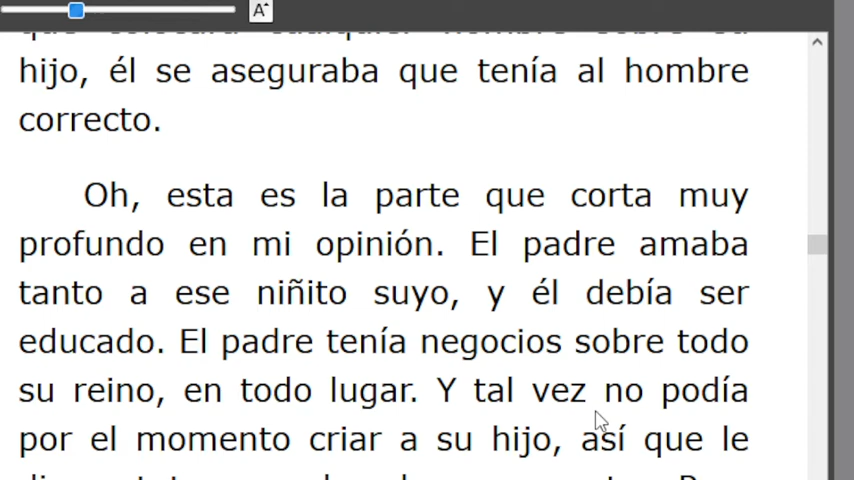 A
hijo, él se aseguraba que tenía al hombre
correcto.
Oh, esta es la parte que corta muy
profundo en mi opinión. El padre amaba
tanto a ese niñito suyo, y él debía ser
educado. El padre tenía negocios sobre todo
su reino, en todo lugar. Y tal vez no podía
por el momento criar a su hijo, así que le